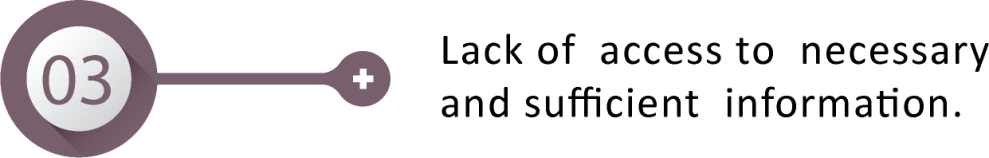 03
Lack of access to necessary
and sufficient information.